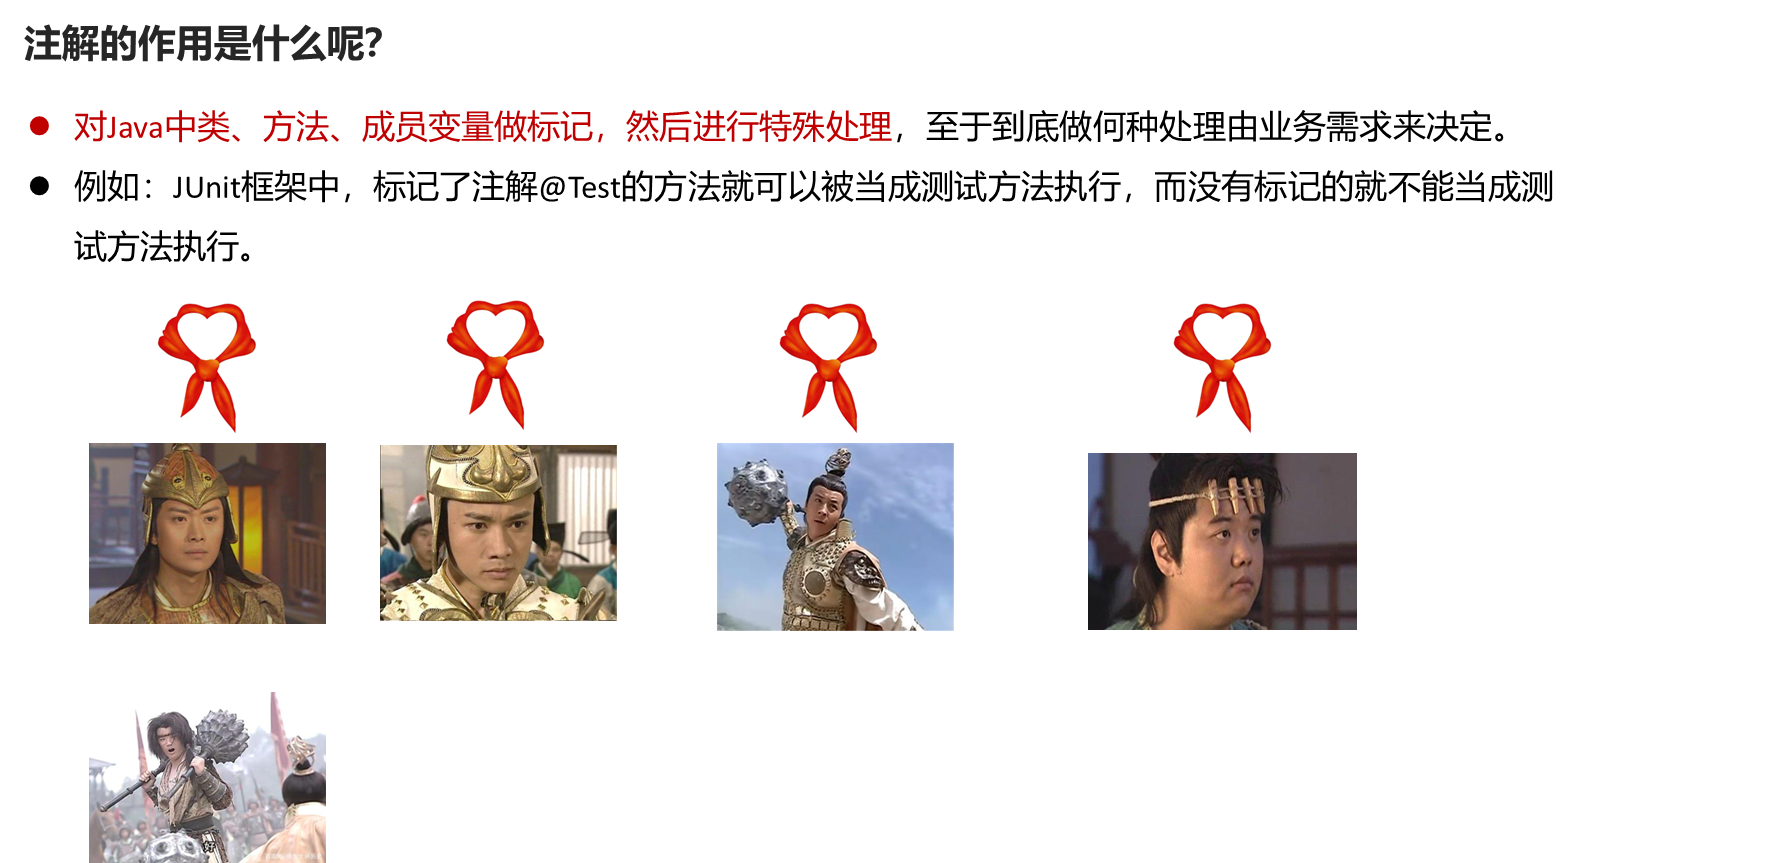 注解的作用是什么呢?
对Java中类、方法、成员变量做标记，然后进行特殊处理，至于到底做何种处理由业务需求来决定。
例如：JUnit框架中，标记了注解@Test的方法就可以被当成测试方法执行，而没有标记的就不能当成测
试方法执行。
好